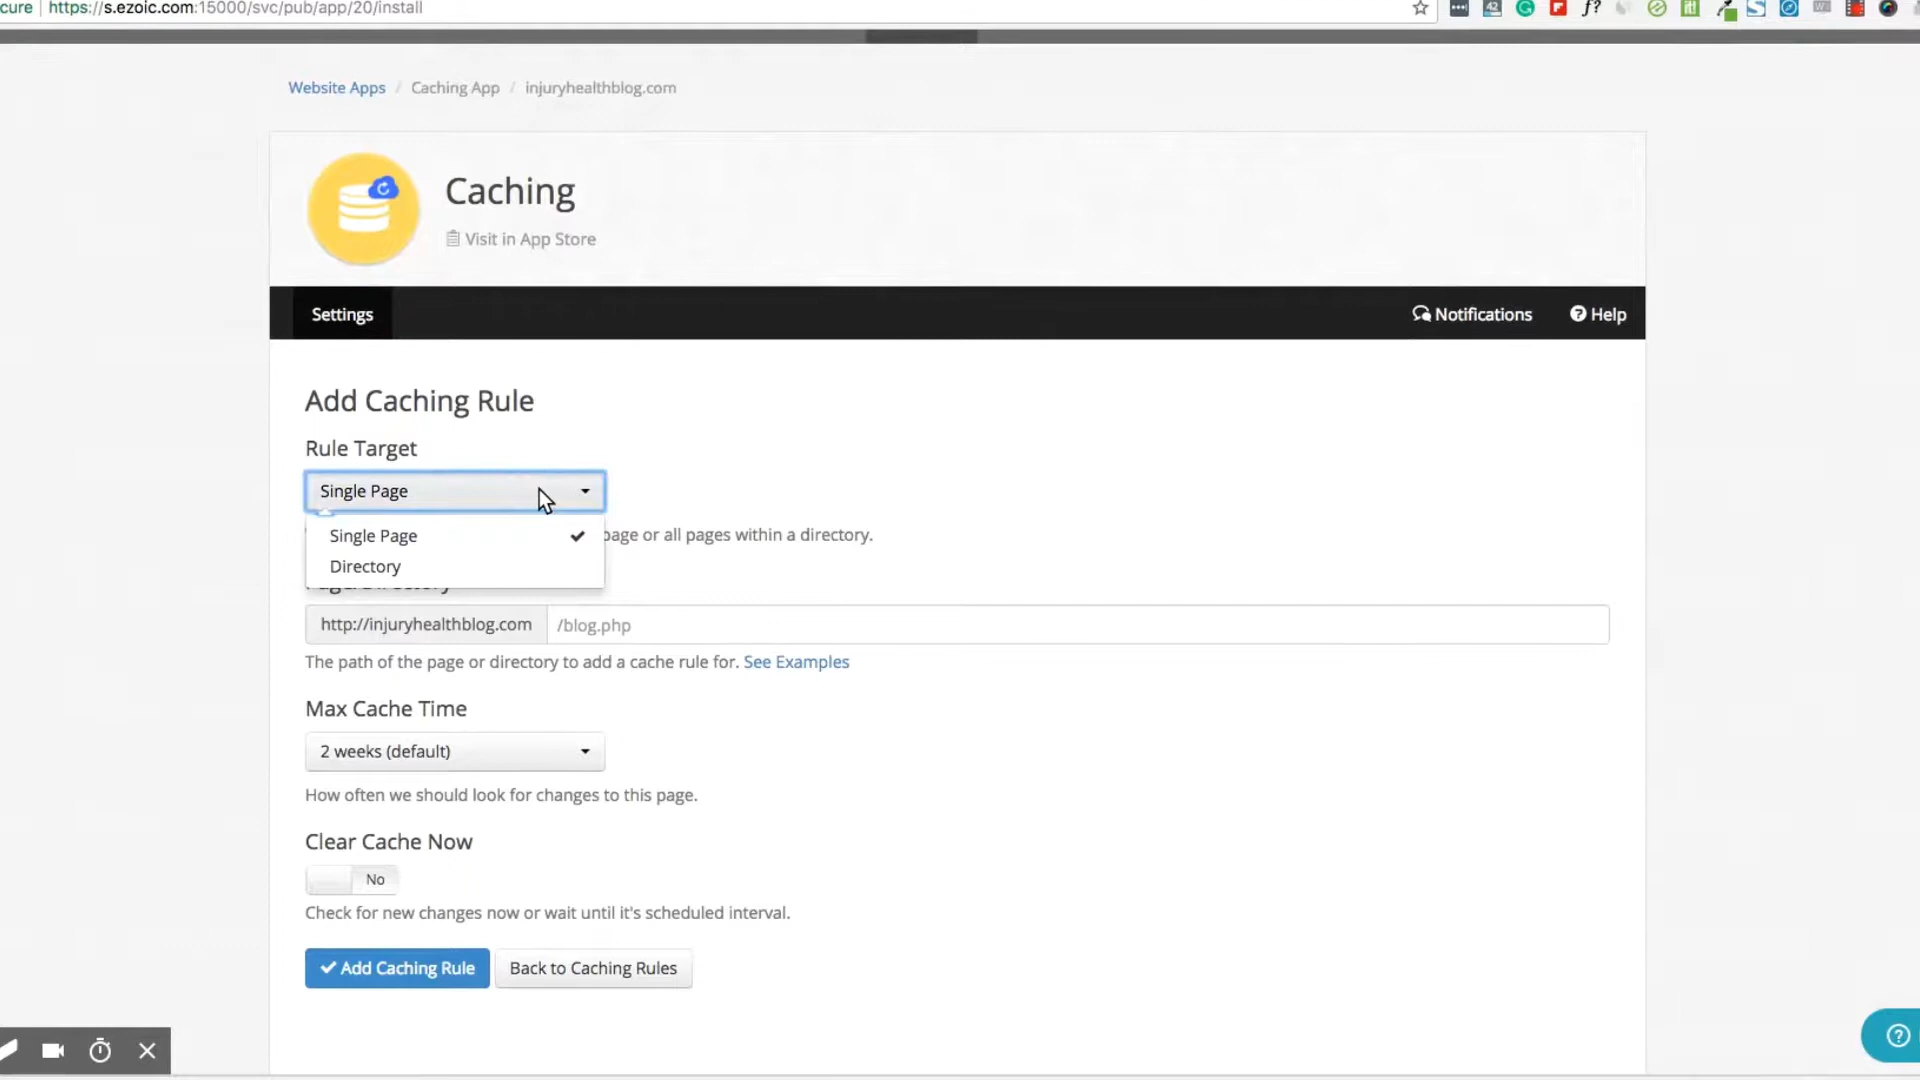 cure | https://s.ezoic.com:15000/svc/pub/app/20/install
Website Apps / Caching App / injuryhealthblog.com
Caching
Visit in App Store
Settings
Notifications
Help
Add Caching Rule
Rule Target
Single Page
Single Page
page or all pages within a directory.
Directory
http://injuryhealthblog.com
/blog.php
The path of the page or directory to add a cache rule for. See Examples
Max Cache Time
2 weeks (default)
How often we should look for changes to this page.
Clear Cache Now
No
Check for new changes now or wait until it's scheduled interval.
Add Caching Rule
Back to Caching Rules